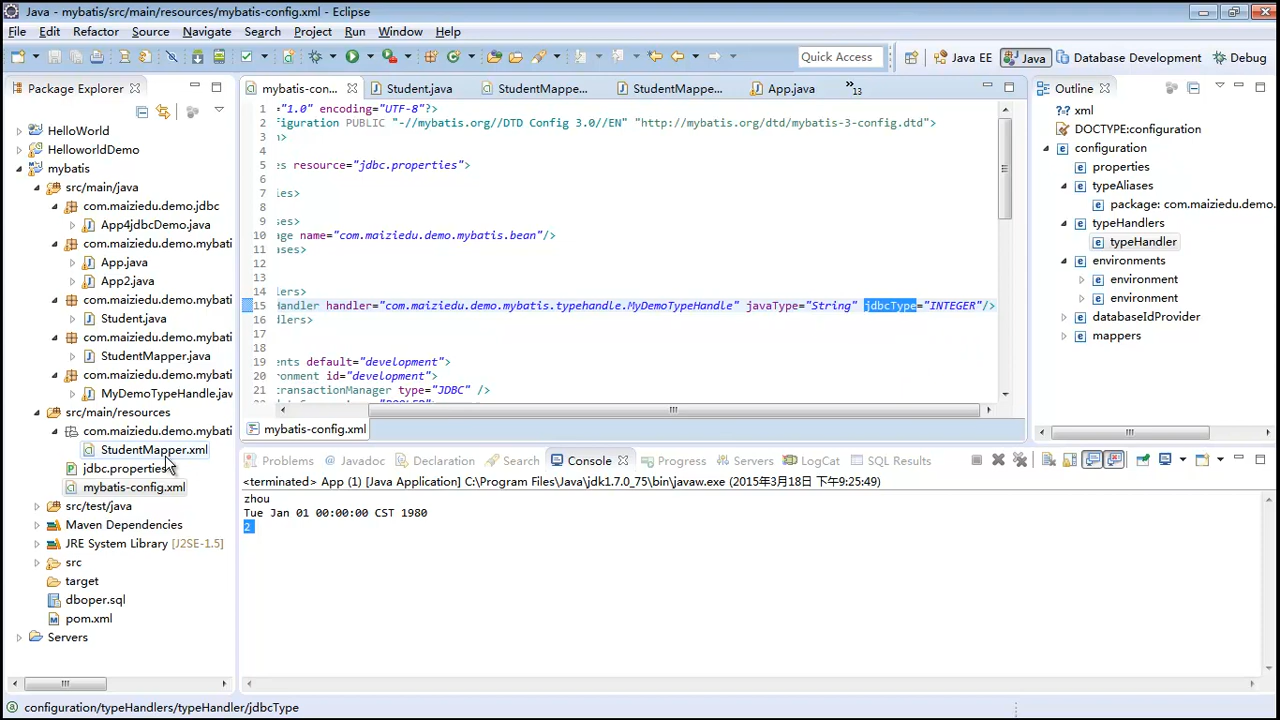 Java - mybatis/src/main/resources/mybatis-config.xml - Eclipse
File Edit Refactor Source Navigate Search Project Run Window Help
Quick Access
Java EE
Java
Database Development
Debug
Package Explorer
HelloWorld
HelloworldDemo
mybatis
src/main/java
com.maiziedu.demo.jdbc
App4jdbcDemo.java
com.maiziedu.demo.mybati
App.java
App2.java
com.maiziedu.demo.mybati
Student.java
com.maiziedu.demo.mybati
StudentMapper.java
com.maiziedu.demo.mybati
MyDemoTypeHandle.jav
src/main/resources
com.maiziedu.demo.mybati
StudentMapper.xml
jdbc.properties
mybatis-config.xml
src/test/java
Maven Dependencies
JRE System Library [J2SE-1.5]
src
target
dboper.sql
pom.xml
Servers
mybatis-con...
Student.java
StudentMappe...
StudentMappe...
App.java
»13
1 ="1.0" encoding="UTF-8"?>
2 figuration PUBLIC "-//mybatis.org//DTD Config 3.0//EN" "http://mybatis.org/dtd/mybatis-3-config.dtd">
3 n>
4
5 es resource="jdbc.properties">
6
7 ies>
8
9 ses>
10 age name="com.maiziedu.demo.mybatis.bean"/>
11 ases>
12
13
14 lers>
15 Handler handler="com.maiziedu.demo.mybatis.typehandle.MyDemoTypeHandle" javaType="String" jdbcType="INTEGER"/>
16 dlers>
17
18
19 ents default="development">
20 ronment id="development">
21 transactionManager type="JDBC" />
mybatis-config.xml
Outline
?-? xml
DOCTYPE:configuration
configuration
properties
typeAliases
package: com.maiziedu.demo.
typeHandlers
typeHandler
environments
environment
environment
databaseIdProvider
mappers
Problems
Javadoc
Declaration
Search
Console
Progress
Servers
LogCat
SQL Results
<terminated> App (1) [Java Application] C:\Program Files\Java\jdk1.7.0_75\bin\javaw.exe (2015年3月18日 下午9:25:49)
zhou
Tue Jan 01 00:00:00 CST 1980
2
configuration/typeHandlers/typeHandler/jdbcType